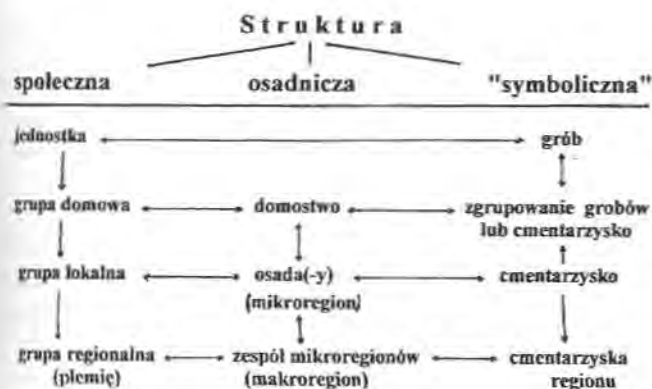 Struktura
społeczna osadnicza "symboliczna"
jednostka grób
grupa domowa domostwo zgrupowanie grobów
lub cmentarzysko
grupa lokalna osada(-y) cmentarzysko
(mikroregion)
grupa regionalna zespół mikroregionów cmentarzyska
(plemię) (makroregion) regionu